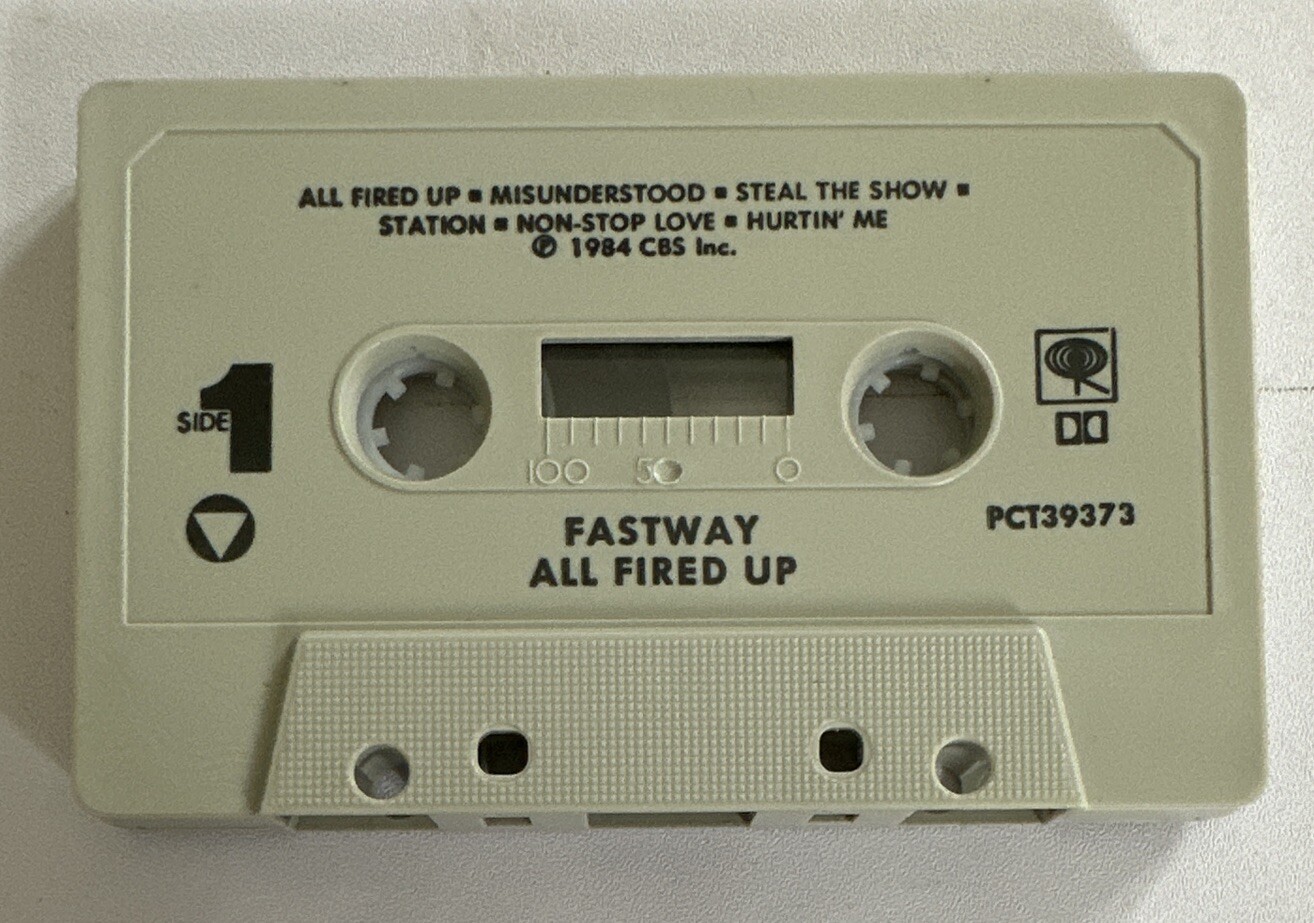 ALL FIRED UP ▪ MISUNDERSTOOD ▪ STEAL THE SHOW ▪
STATION ▪ NON-STOP LOVE ▪ HURTIN' ME
℗ 1984 CBS Inc.
SIDE 1
100 50 0
PCT39373
FASTWAY
ALL FIRED UP